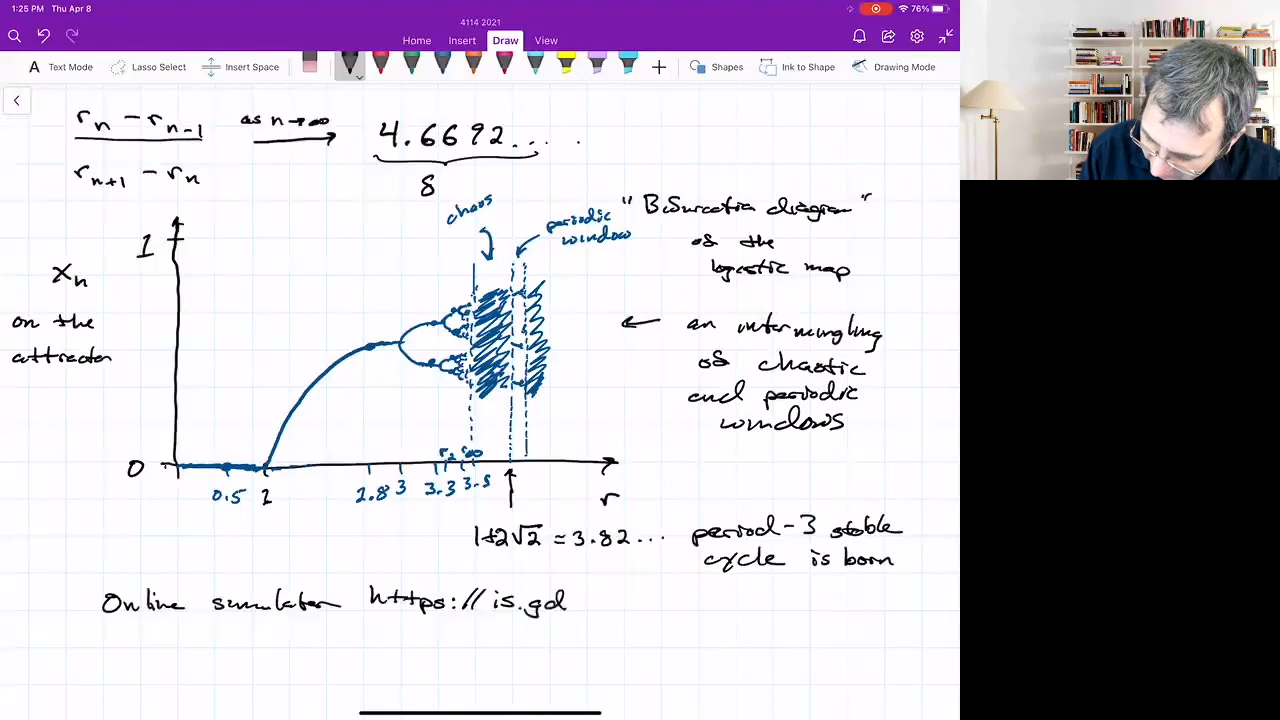 1:25 PM Thu Apr 8
76%
4114 2021
Home Insert Draw View
Text Mode Lasso Select Insert Space Shapes Ink to Shape Drawing Mode
rn - rn-1
rn+1 - rn
as n→∞
4.6692...
δ
chaos
periodic
window
"Bifurcation diagram"
of the
logistic map
1
xn
on the
attractor
← an intermingling
of chaotic
and periodic
windows
0
0.5 1 2.8 3 3.3 3.5
r2 r∞
r
1+2√2 = 3.82... period-3 stable
cycle is born
Online simulator https://is.gd